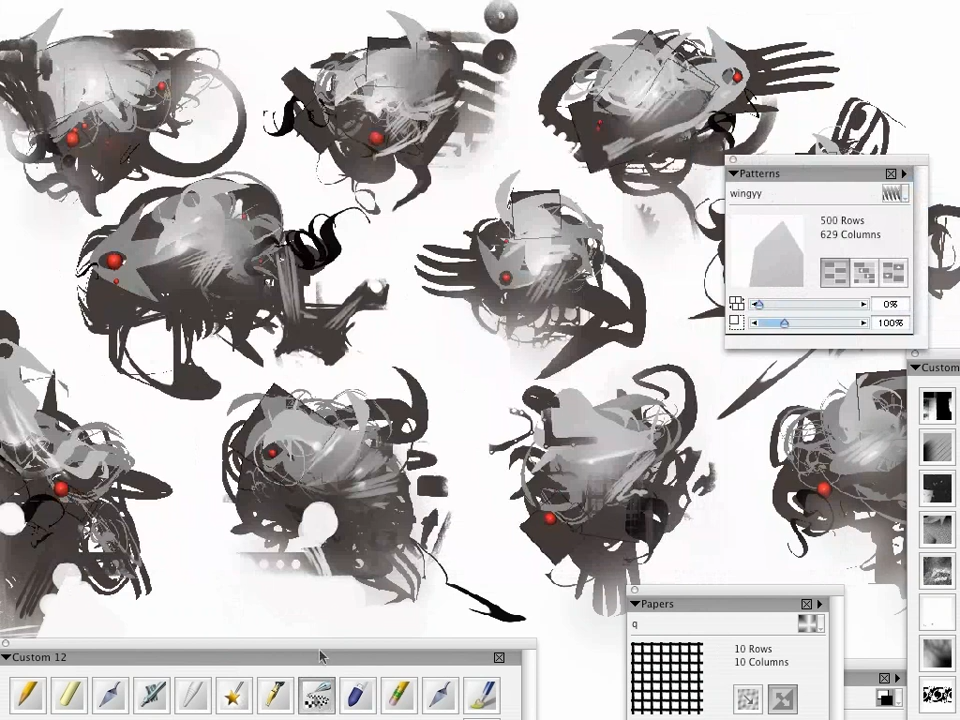 Patterns
wingyy
500 Rows
629 Columns
0%
100%
Custom
Papers
q
10 Rows
10 Columns
Custom 12